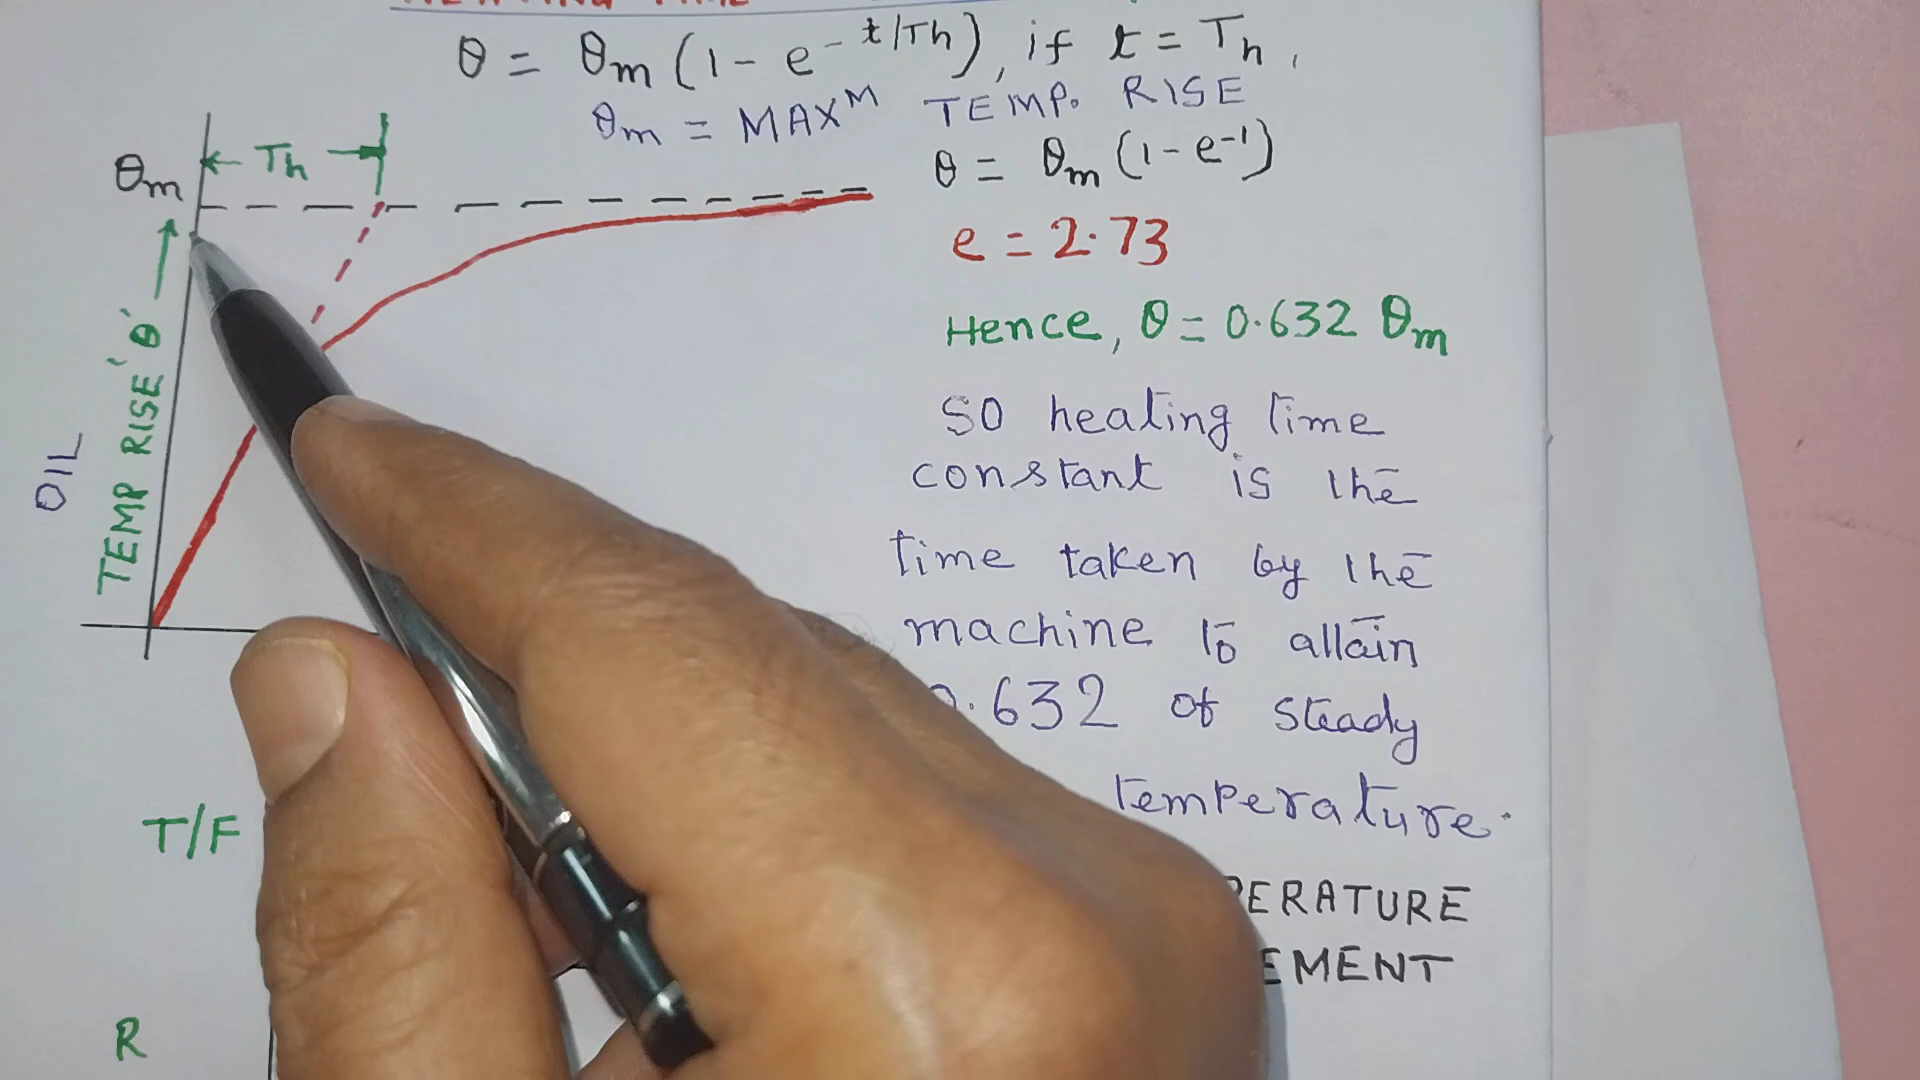 θ = θm (1 - e^-t/Th), if t = Th,
θm = MAX^M TEMP. RISE
θ = θm (1 - e^-1)
e = 2.73
Hence, θ = 0.632 θm
SO heating time
constant is the
time taken by the
machine to attain
0.632 of steady
temperature.
Th
θm
TEMP RISE 'θ'
OIL
T/F
R